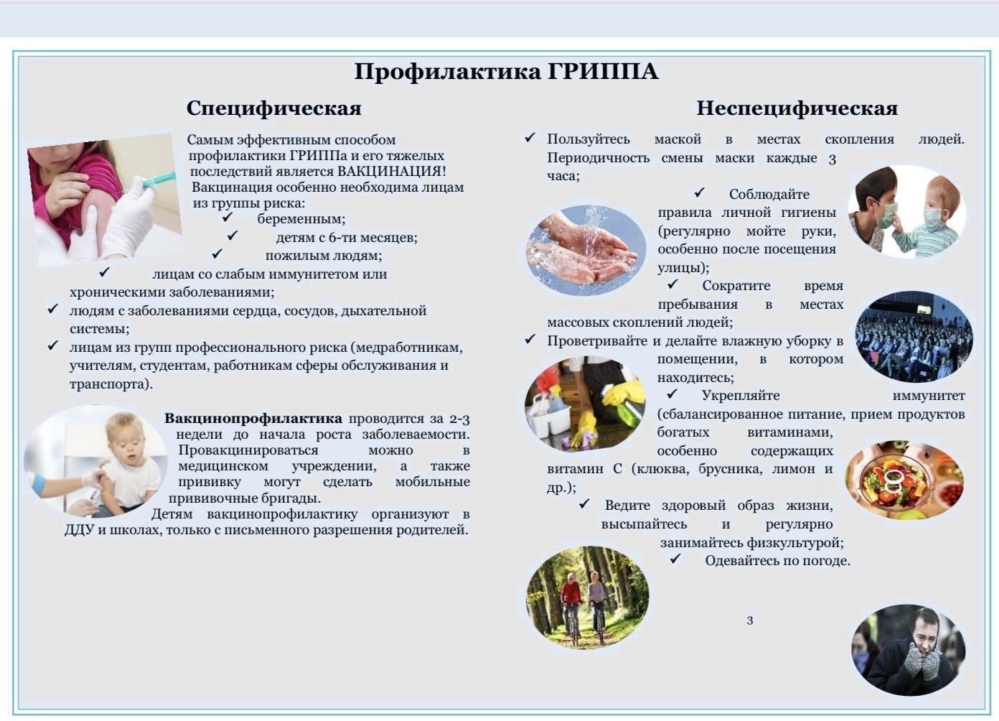 Профилактика ГРИППА
Специфическая
Самым эффективным способом
профилактики ГРИППа и его тяжелых
последствий является ВАКЦИНАЦИЯ!
Вакцинация особенно необходима лицам
из группы риска:
✓ беременным;
✓ детям с 6-ти месяцев;
✓ пожилым людям;
✓ лицам со слабым иммунитетом или
хроническими заболеваниями;
✓ людям с заболеваниями сердца, сосудов, дыхательной
системы;
✓ лицам из групп профессионального риска (медработникам,
учителям, студентам, работникам сферы обслуживания и
транспорта).
Вакцинопрофилактика проводится за 2-3
недели до начала роста заболеваемости.
Провакцинироваться можно в
медицинском учреждении, а также
прививку могут сделать мобильные
прививочные бригады.
Детям вакцинопрофилактику организуют в
ДДУ и школах, только с письменного разрешения родителей.
Неспецифическая
✓ Пользуйтесь маской в местах скопления людей.
Периодичность смены маски каждые 3
часа;
✓ Соблюдайте
правила личной гигиены
(регулярно мойте руки,
особенно после посещения
улицы);
✓ Сократите время
пребывания в местах
массовых скоплений людей;
✓ Проветривайте и делайте влажную уборку в
помещении, в котором
находитесь;
✓ Укрепляйте иммунитет
(сбалансированное питание, прием продуктов
богатых витаминами,
особенно содержащих
витамин С (клюква, брусника, лимон и
др.);
✓ Ведите здоровый образ жизни,
высыпайтесь и регулярно
занимайтесь физкультурой;
✓ Одевайтесь по погоде.
3